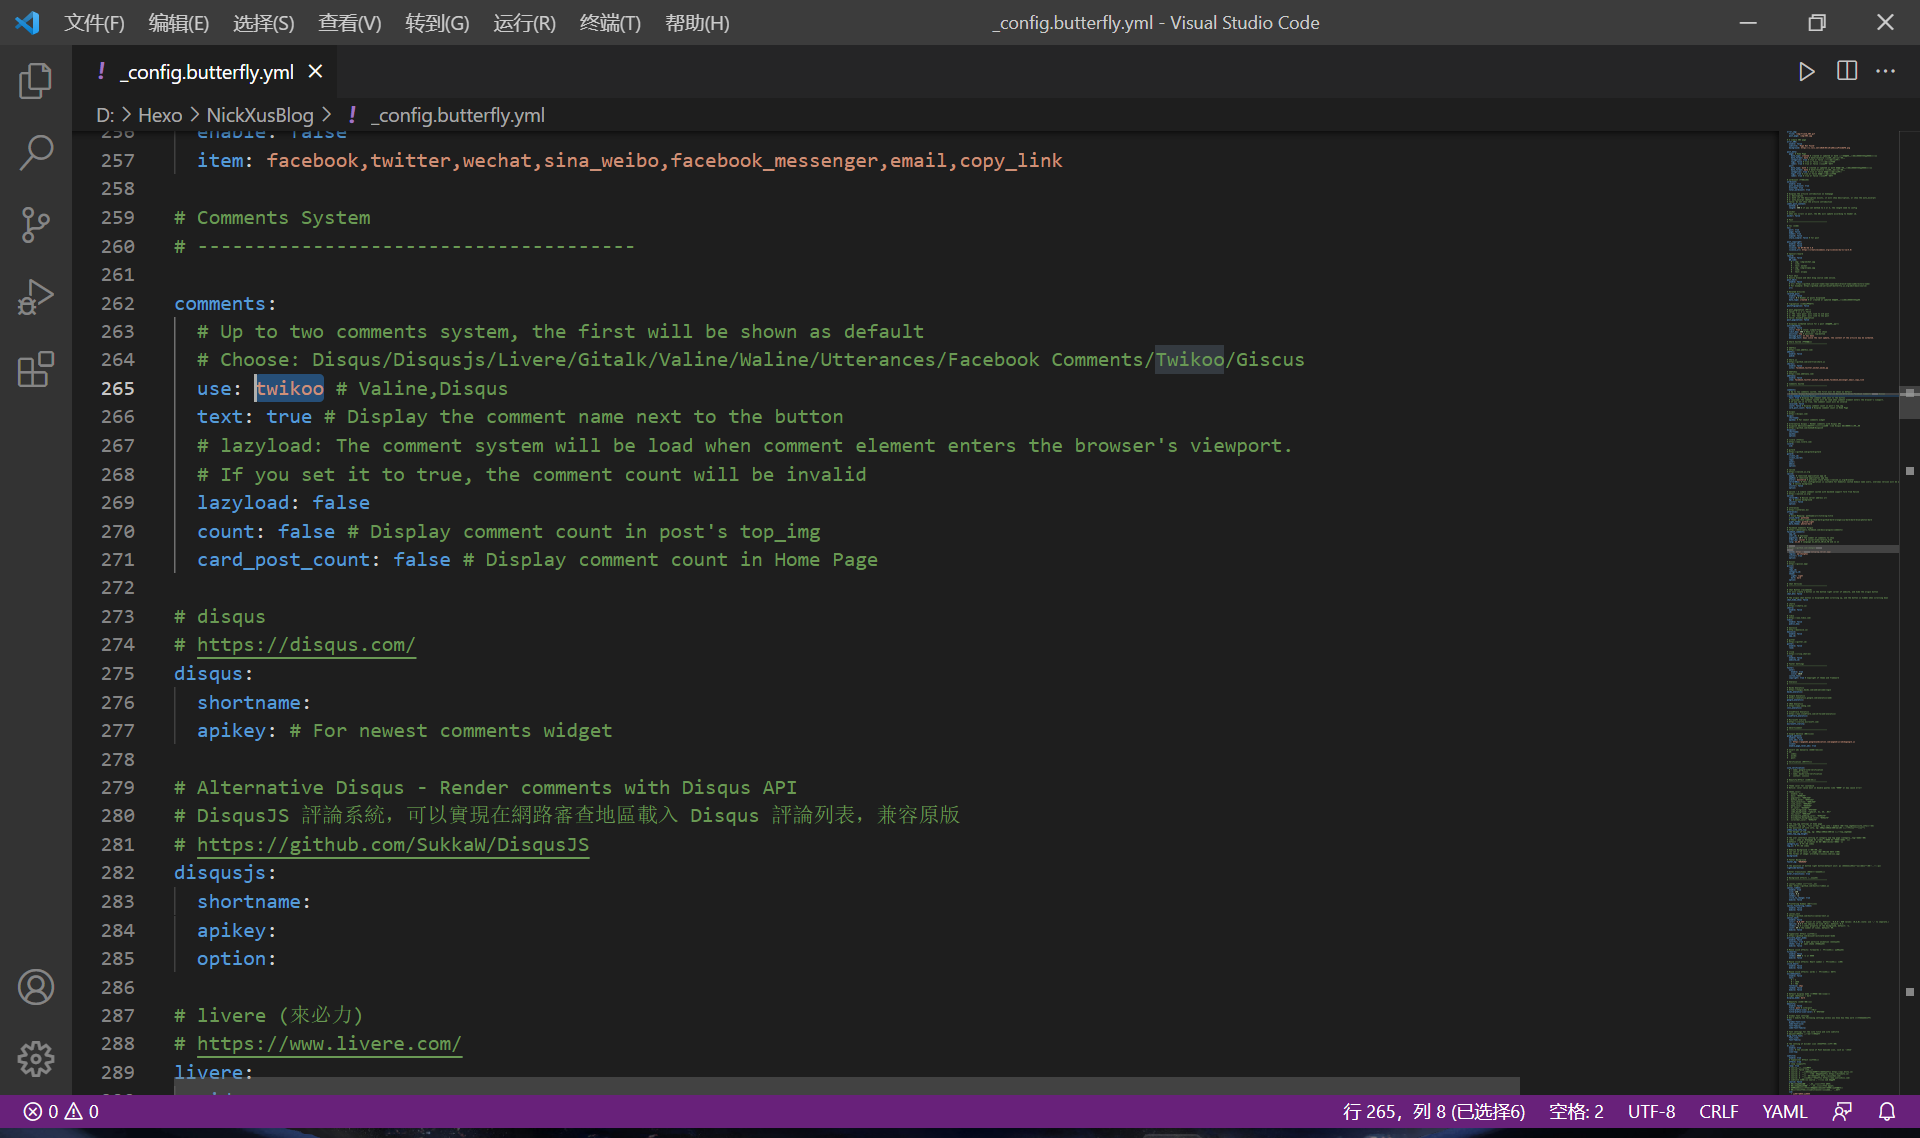 文件(F) 编辑(E) 选择(S) 查看(V) 转到(G) 运行(R) 终端(T) 帮助(H)
_config.butterfly.yml - Visual Studio Code
! _config.butterfly.yml
D: > Hexo > NickXusBlog > ! _config.butterfly.yml
256 enable: false
257 item: facebook,twitter,wechat,sina_weibo,facebook_messenger,email,copy_link
258
259 # Comments System
260 # --------------------------------------
261
262 comments:
263 # Up to two comments system, the first will be shown as default
264 # Choose: Disqus/Disqusjs/Livere/Gitalk/Valine/Waline/Utterances/Facebook Comments/Twikoo/Giscus
265 use: twikoo # Valine,Disqus
266 text: true # Display the comment name next to the button
267 # lazyload: The comment system will be load when comment element enters the browser's viewport.
268 # If you set it to true, the comment count will be invalid
269 lazyload: false
270 count: false # Display comment count in post's top_img
271 card_post_count: false # Display comment count in Home Page
272
273 # disqus
274 # https://disqus.com/
275 disqus:
276 shortname:
277 apikey: # For newest comments widget
278
279 # Alternative Disqus - Render comments with Disqus API
280 # DisqusJS 評論系統，可以實現在網路審查地區載入 Disqus 評論列表，兼容原版
281 # https://github.com/SukkaW/DisqusJS
282 disqusjs:
283 shortname:
284 apikey:
285 option:
286
287 # livere (來必力)
288 # https://www.livere.com/
289 livere:
0 0
行 265，列 8 (已选择6) 空格: 2 UTF-8 CRLF YAML